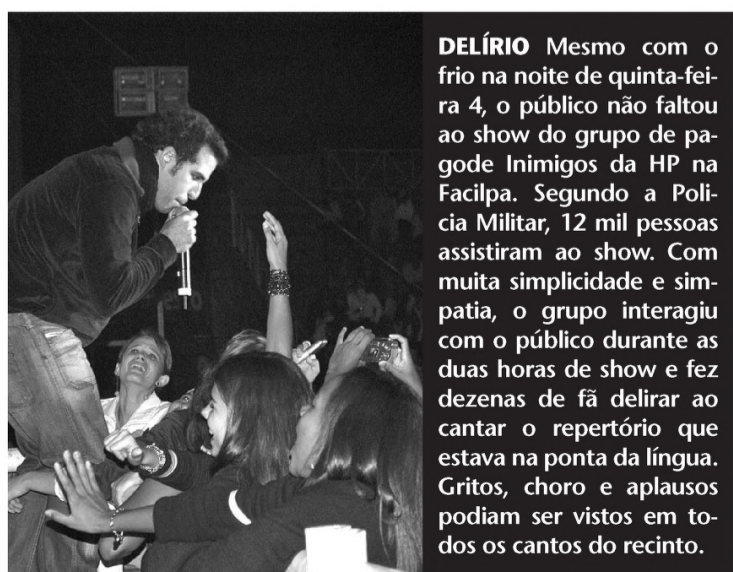 DELÍRIO Mesmo com o
frio na noite de quinta-fei-
ra 4, o público não faltou
ao show do grupo de pa-
gode Inimigos da HP na
Facilpa. Segundo a Poli-
cia Militar, 12 mil pessoas
assistiram ao show. Com
muita simplicidade e sim-
patia, o grupo interagiu
com o público durante as
duas horas de show e fez
dezenas de fã delirar ao
cantar o repertório que
estava na ponta da língua.
Gritos, choro e aplausos
podiam ser vistos em to-
dos os cantos do recinto.